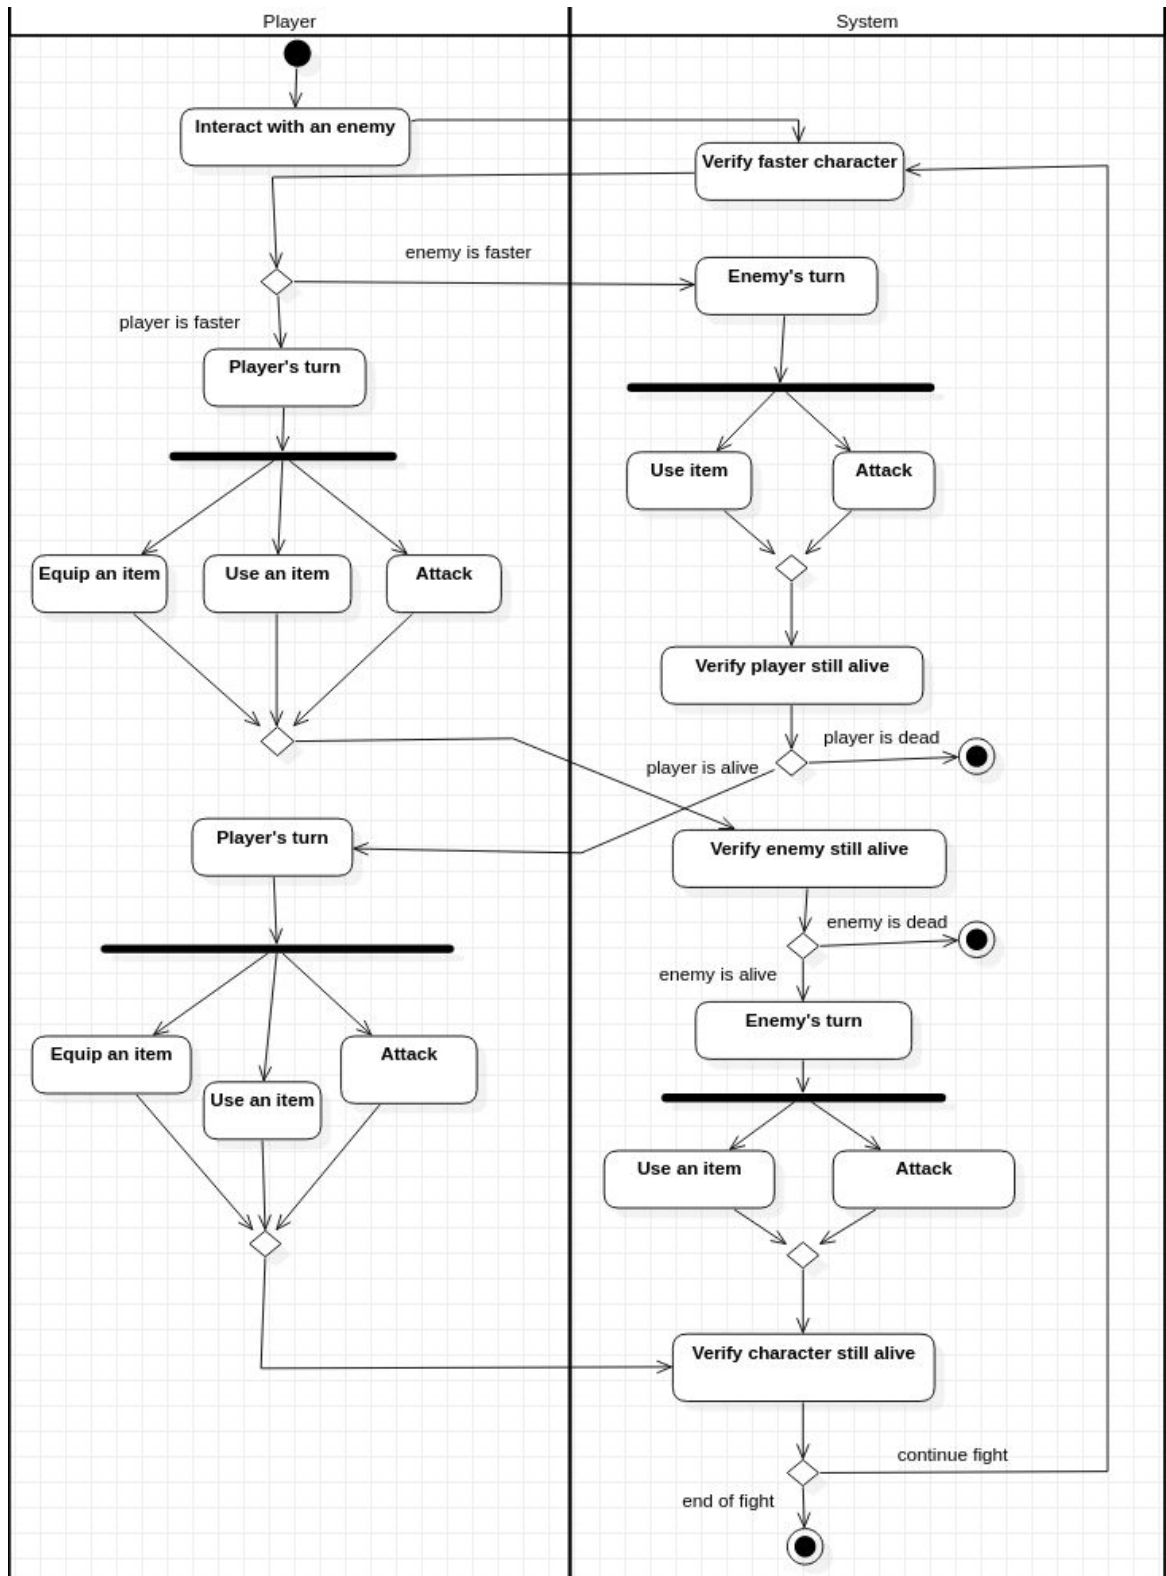 Player
System
Interact with an enemy
Verify faster character
enemy is faster
Enemy's turn
player is faster
Player's turn
Use item
Attack
Equip an item
Use an item
Attack
Verify player still alive
player is dead
player is alive
Player's turn
Verify enemy still alive
enemy is dead
enemy is alive
Enemy's turn
Equip an item
Attack
Use an item
Use an item
Attack
Verify character still alive
continue fight
end of fight